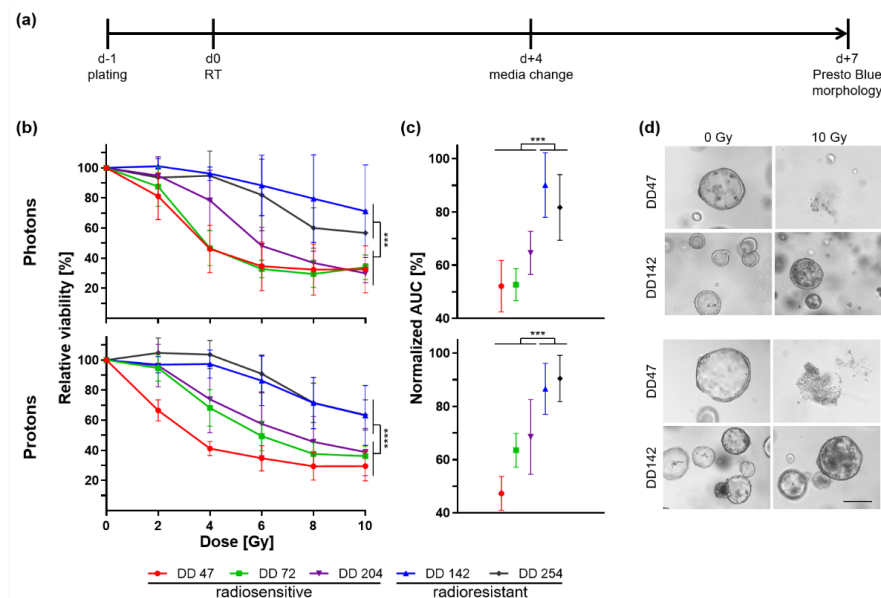 (a)
d-1
plating
d0
RT
d+4
media change
d+7
Presto Blue
morphology
(b)
(c)
(d)
Photons
Relative viability [%]
100
80
60
40
20
***
Protons
100
80
60
40
20
****
0 2 4 6 8 10
Dose [Gy]
Normalized AUC [%]
100
80
60
40
***
100
80
60
40
***
0 Gy 10 Gy
DD47
DD142
DD47
DD142
DD 47 DD 72 DD 204 DD 142 DD 254
radiosensitive radioresistant